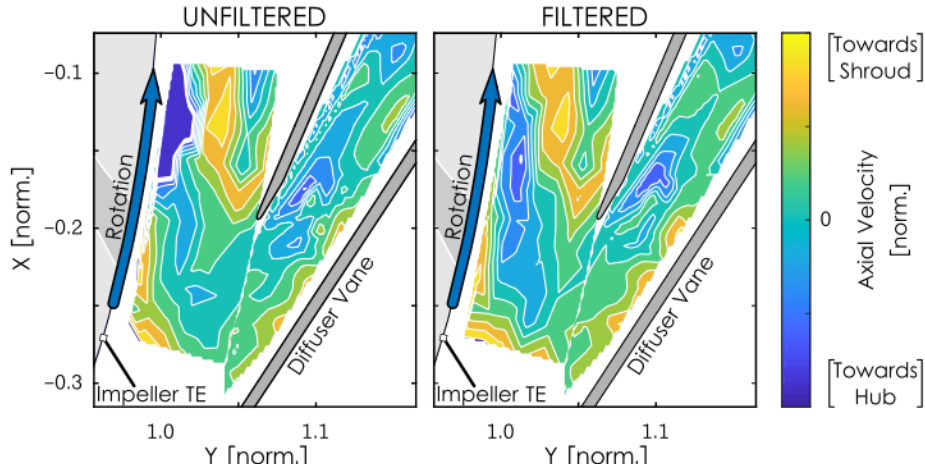 UNFILTERED
FILTERED
−0.1
−0.2
−0.3
X [norm.]
Rotation
Impeller TE
Diffuser Vane
1.0
1.1
Y [norm.]
Rotation
Impeller TE
Diffuser Vane
1.0
1.1
Y [norm.]
[Towards]
Shroud
0
Axial Velocity
[norm.]
[Towards]
Hub